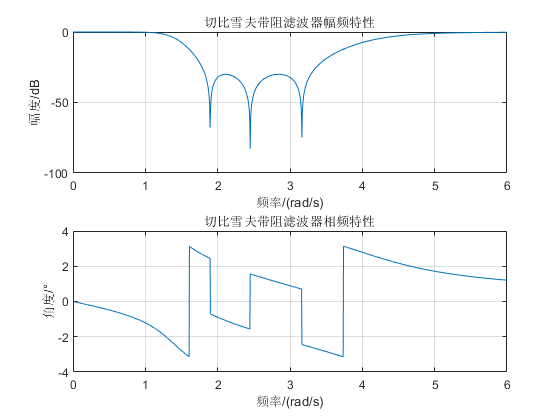 切比雪夫带阻滤波器幅频特性
0
-50
-100
幅度/dB
0 1 2 3 4 5 6
频率/(rad/s)
切比雪夫带阻滤波器相频特性
4
2
0
-2
-4
角度/°
0 1 2 3 4 5 6
频率/(rad/s)